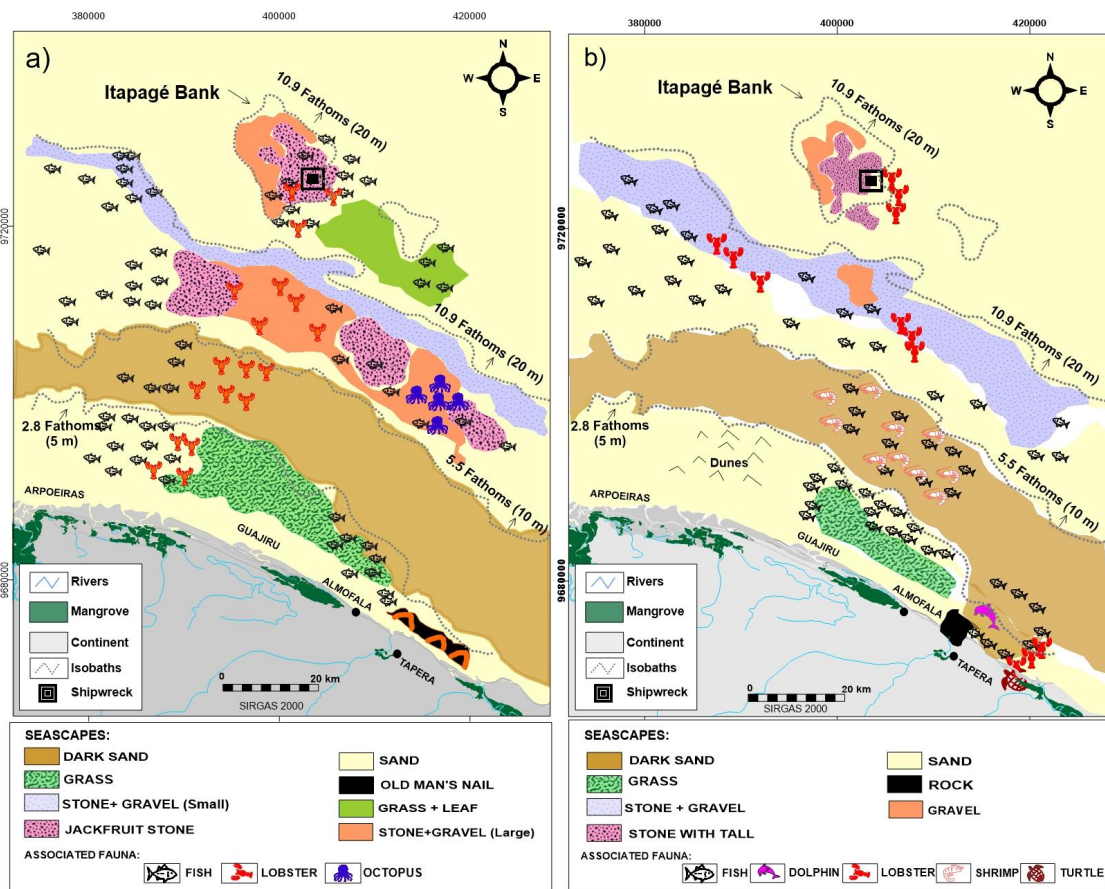 380000
400000
420000
a)
N
W
E
S
10.9 Fathoms (20 m)
Itapagé Bank
9720000
10.9 Fathoms (20 m)
2.8 Fathoms
(5 m)
5.5 Fathoms (10 m)
ARPOEIRAS
GUAJIRU
9680000
ALMOFALA
TAPERA
Rivers
Mangrove
Continent
Isobaths
Shipwreck
0
20 km
SIRGAS 2000
SEASCAPES:
DARK SAND
GRASS
STONE+ GRAVEL (Small)
JACKFRUIT STONE
SAND
OLD MAN'S NAIL
GRASS + LEAF
STONE+GRAVEL (Large)
ASSOCIATED FAUNA:
FISH
LOBSTER
OCTOPUS
380000
400000
420000
b)
N
W
E
S
10.9 Fathoms (20 m)
Itapagé Bank
9720000
10.9 Fathoms (20 m)
2.8 Fathoms
(5 m)
Dunes
5.5 Fathoms (10 m)
ARPOEIRAS
GUAJIRU
9680000
ALMOFALA
TAPERA
Rivers
Mangrove
Continent
Isobaths
Shipwreck
0
20 km
SIRGAS 2000
SEASCAPES:
DARK SAND
GRASS
STONE + GRAVEL
STONE WITH TALL
SAND
ROCK
GRAVEL
ASSOCIATED FAUNA:
FISH
DOLPHIN
LOBSTER
SHRIMP
TURTLE